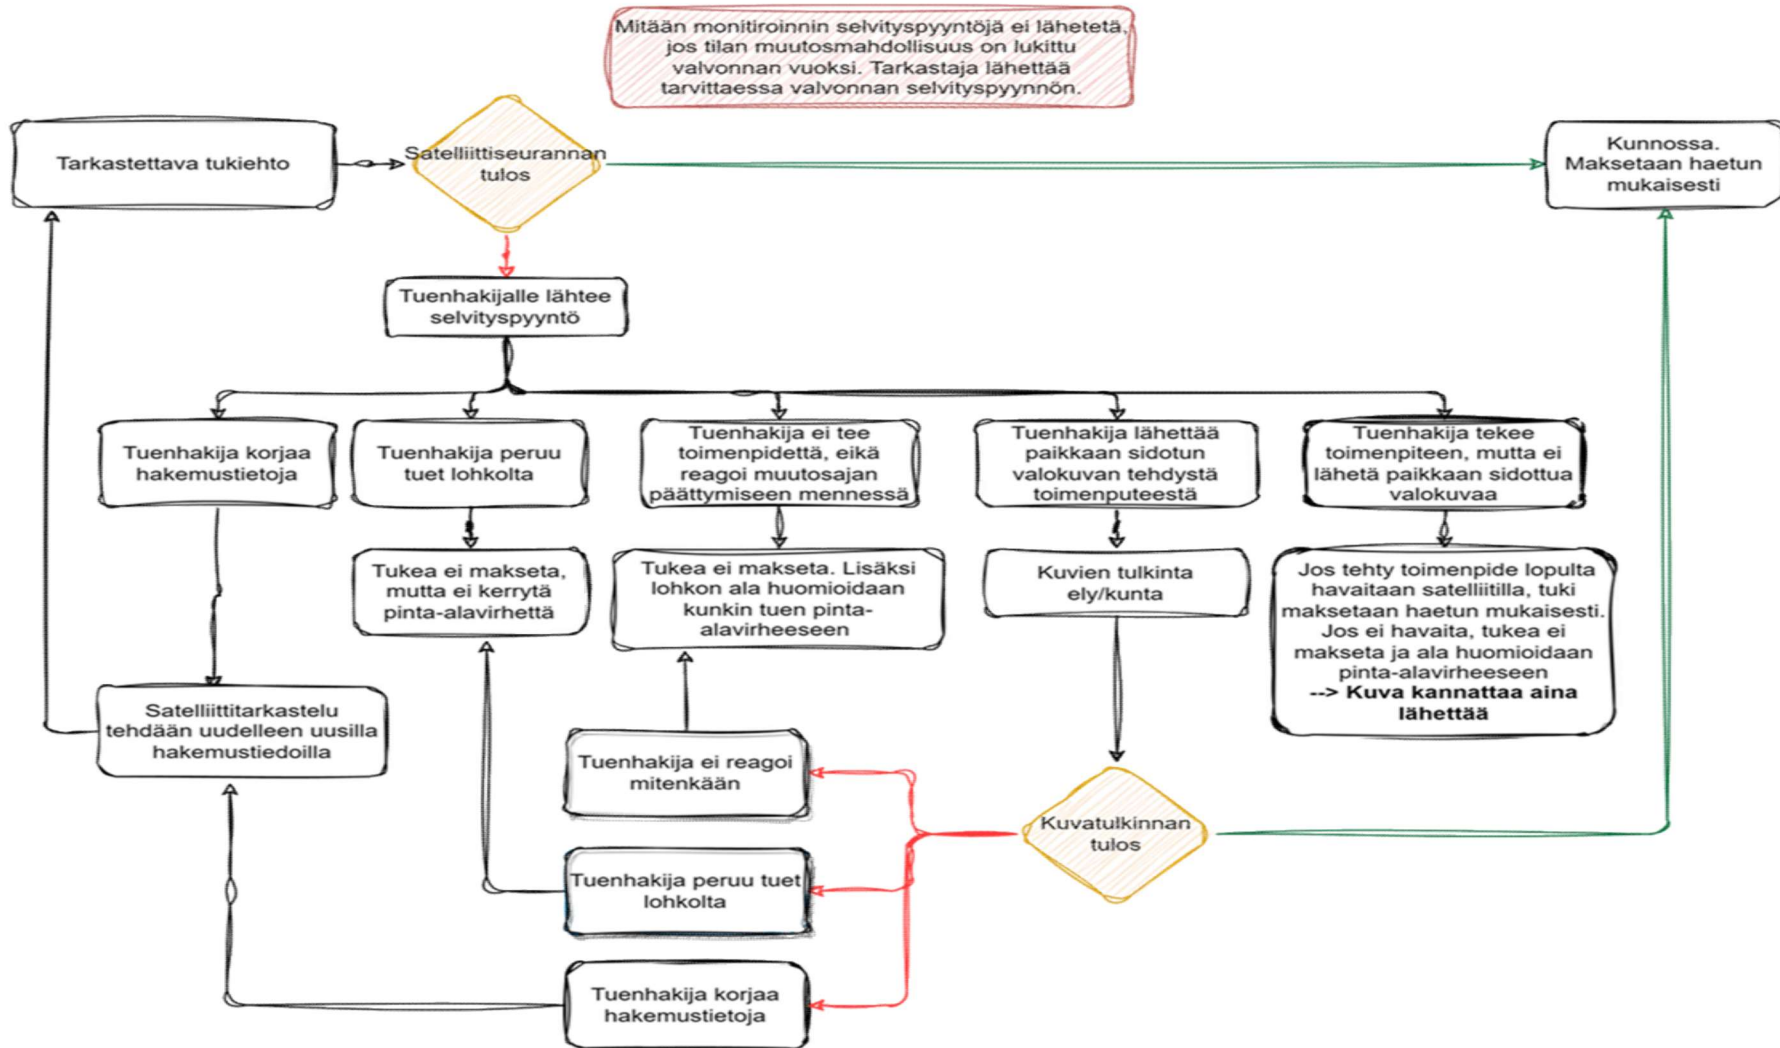 Mitään monitiroinnin selvityspyyntöjä ei lähetetä,
jos tilan muutosmahdollisuus on lukittu
valvonnan vuoksi. Tarkastaja lähettää
tarvittaessa valvonnan selvityspyynnön.
Tarkastettava tukiehto
Satelliittiseurannan
tulos
Kunnossa.
Maksetaan haetun
mukaisesti
Tuenhakijalle lähtee
selvityspyyntö
Tuenhakija korjaa
hakemustietoja
Tuenhakija peruu
tuet lohkolta
Tuenhakija ei tee
toimenpidettä, eikä
reagoi muutosajan
päättymiseen mennessä
Tuenhakija lähettää
paikkaan sidotun
valokuvan tehdystä
toimenputeestä
Tuenhakija tekee
toimenpiteen, mutta ei
lähetä paikkaan sidottua
valokuvaa
Tukea ei makseta,
mutta ei kerrytä
pinta-alavirhettä
Tukea ei makseta. Lisäksi
lohkon ala huomioidaan
kunkin tuen pinta-
alavirheeseen
Kuvien tulkinta
ely/kunta
Jos tehty toimenpide lopulta
havaitaan satelliitilla, tuki
maksetaan haetun mukaisesti.
Jos ei havaita, tukea ei
makseta ja ala huomioidaan
pinta-alavirheeseen
--> Kuva kannattaa aina
lähettää
Satelliittitarkastelu
tehdään uudelleen uusilla
hakemustiedoilla
Tuenhakija ei reagoi
mitenkään
Kuvatulkinnan
tulos
Tuenhakija peruu tuet
lohkolta
Tuenhakija korjaa
hakemustietoja